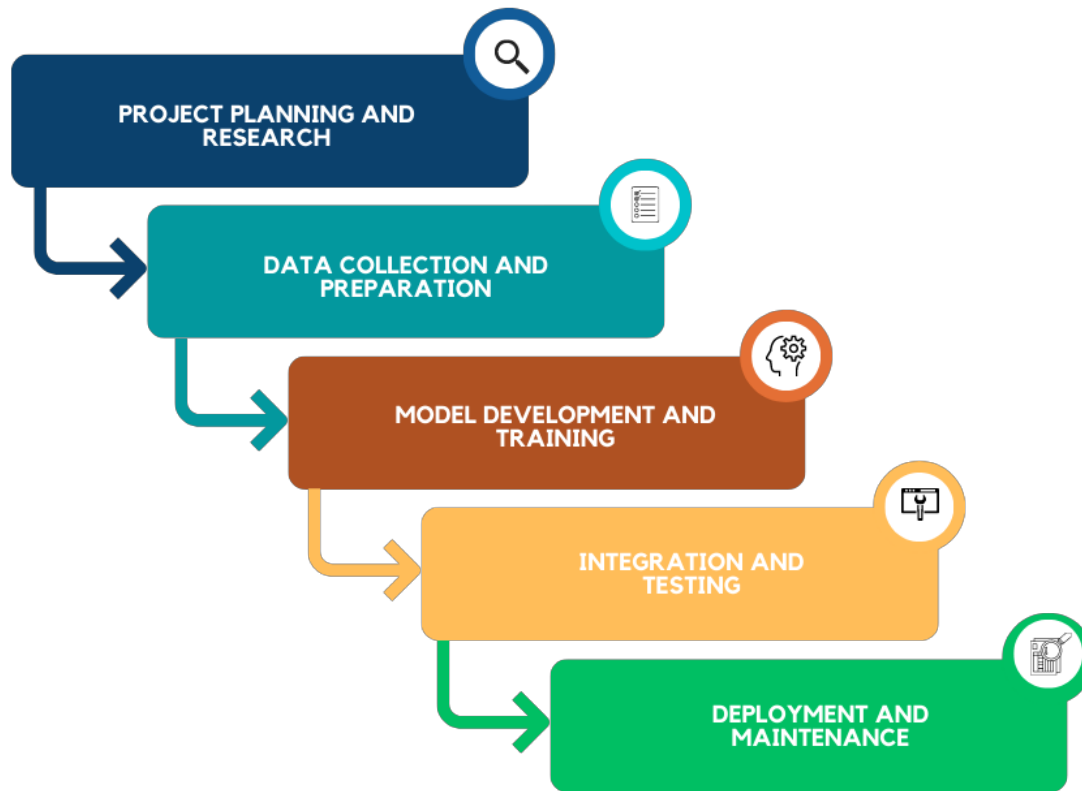 PROJECT PLANNING AND
RESEARCH
DATA COLLECTION AND
PREPARATION
MODEL DEVELOPMENT AND
TRAINING
INTEGRATION AND
TESTING
DEPLOYMENT AND
MAINTENANCE